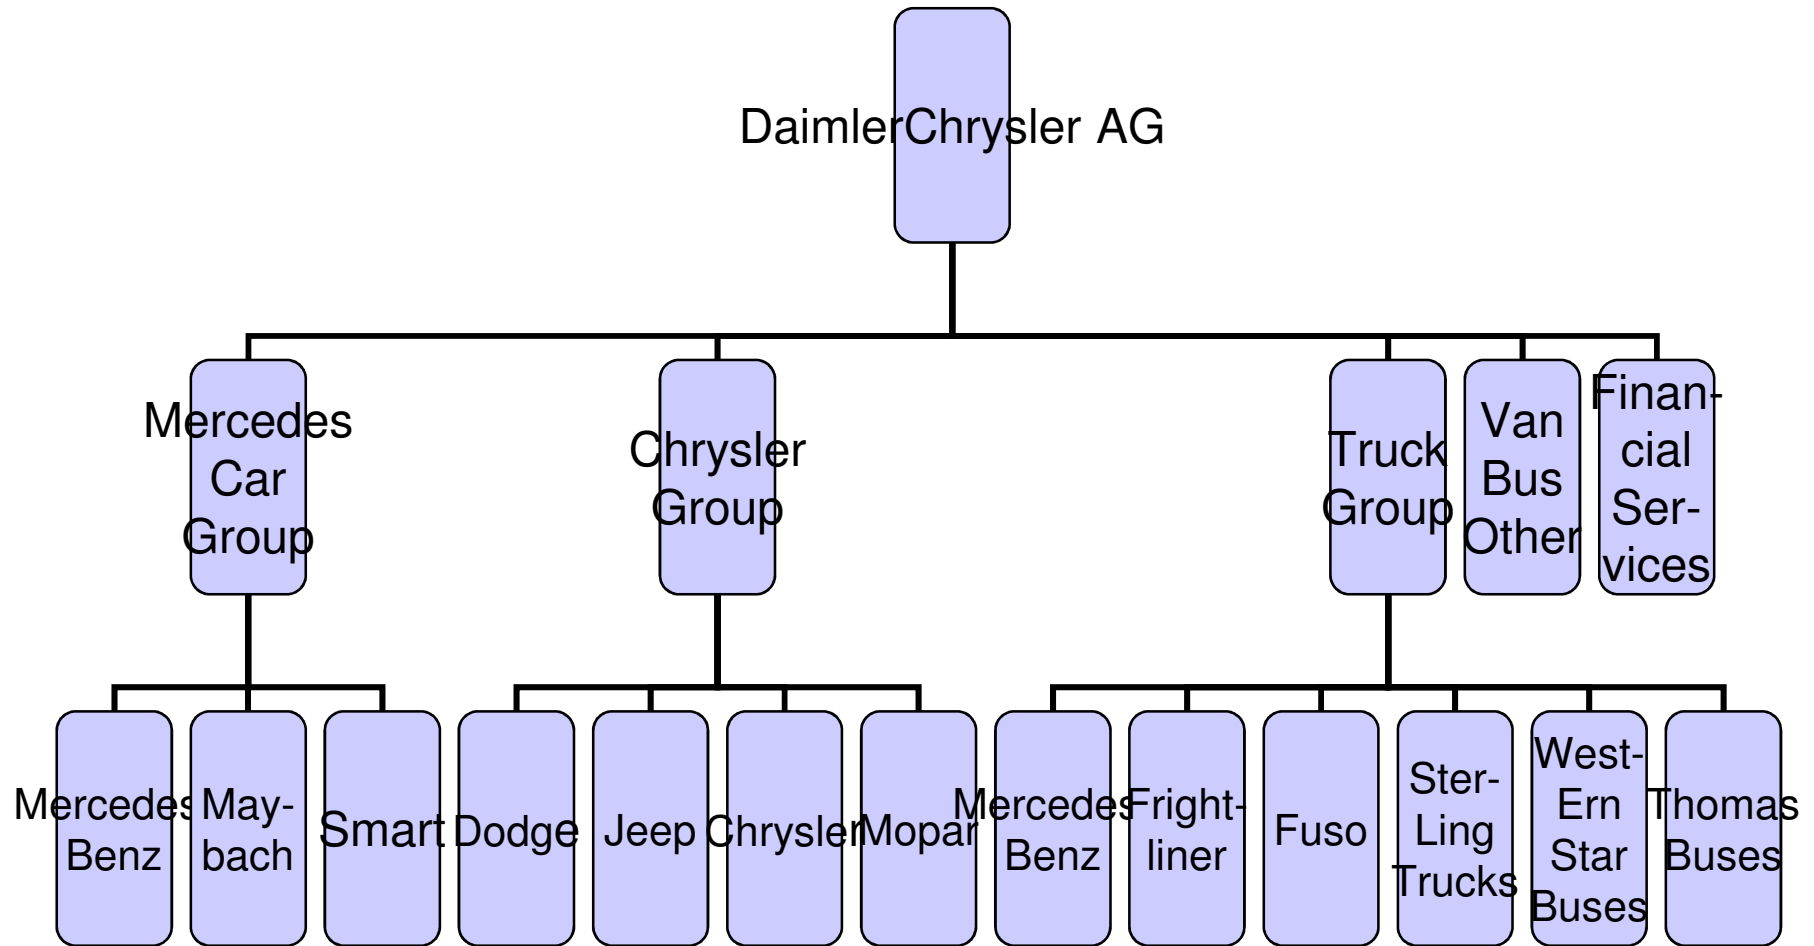 DaimlerChrysler AG
Mercedes
Car
Group
Chrysler
Group
Truck
Group
Van
Bus
Other
Finan-
cial
Ser-
vices
Mercedes
Benz
May-
bach
Smart
Dodge
Jeep
Chrysler
Mopar
Mercedes
Benz
Fright-
liner
Fuso
Ster-
Ling
Trucks
West-
Ern
Star
Buses
Thomas
Buses